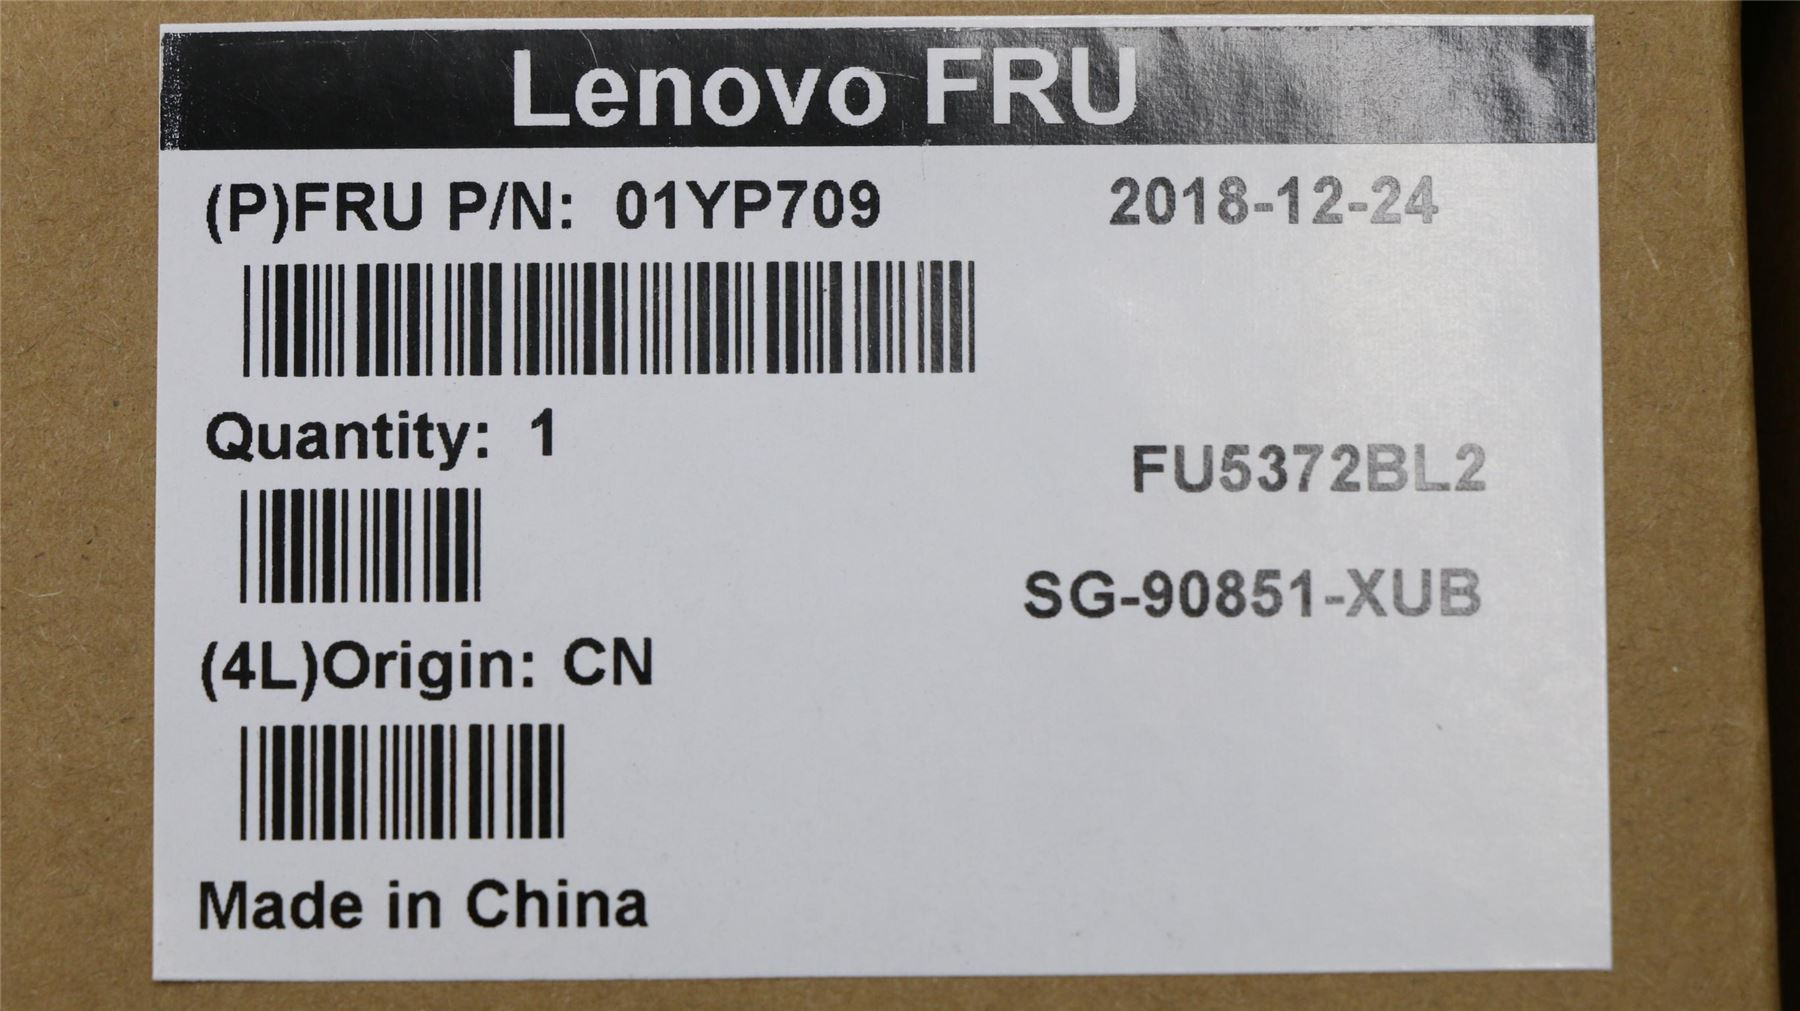 Lenovo FRU
(P)FRU P/N: 01YP709 2018-12-24
Quantity: 1
FU5372BL2
SG-90851-XUB
(4L)Origin: CN
Made in China